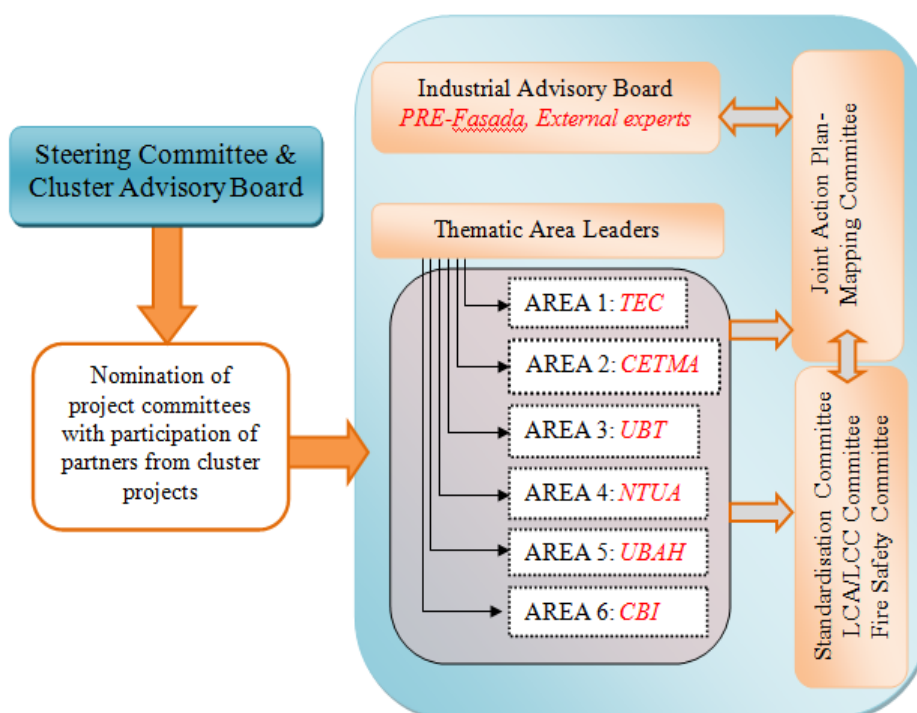 Steering Committee &
Cluster Advisory Board
Nomination of
project committees
with participation of
partners from cluster
projects
Industrial Advisory Board
PRE-Fasada, External experts
Thematic Area Leaders
AREA 1: TEC
AREA 2: CETMA
AREA 3: UBT
AREA 4: NTUA
AREA 5: UBAH
AREA 6: CBI
Joint Action Plan-
Mapping Committee
Standardisation Committee
LCA/LCC Committee
Fire Safety Committee